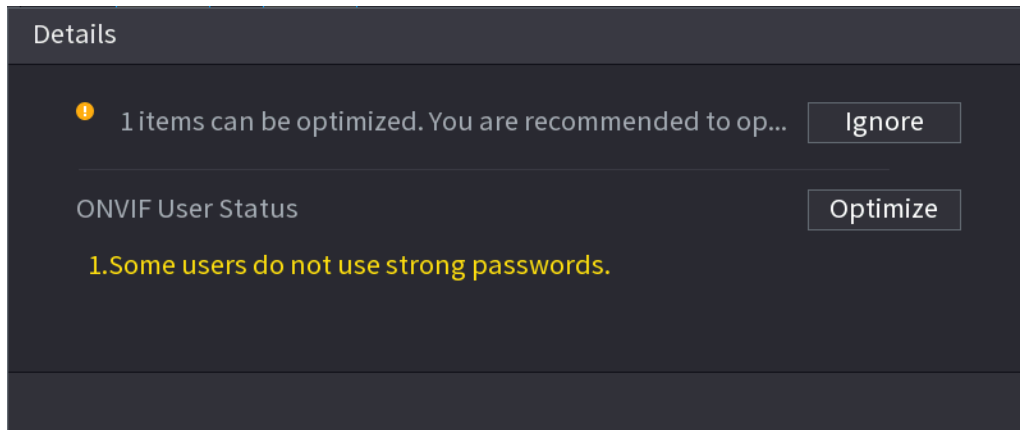 Details
1 items can be optimized. You are recommended to op...
Ignore
ONVIF User Status
Optimize
1.Some users do not use strong passwords.